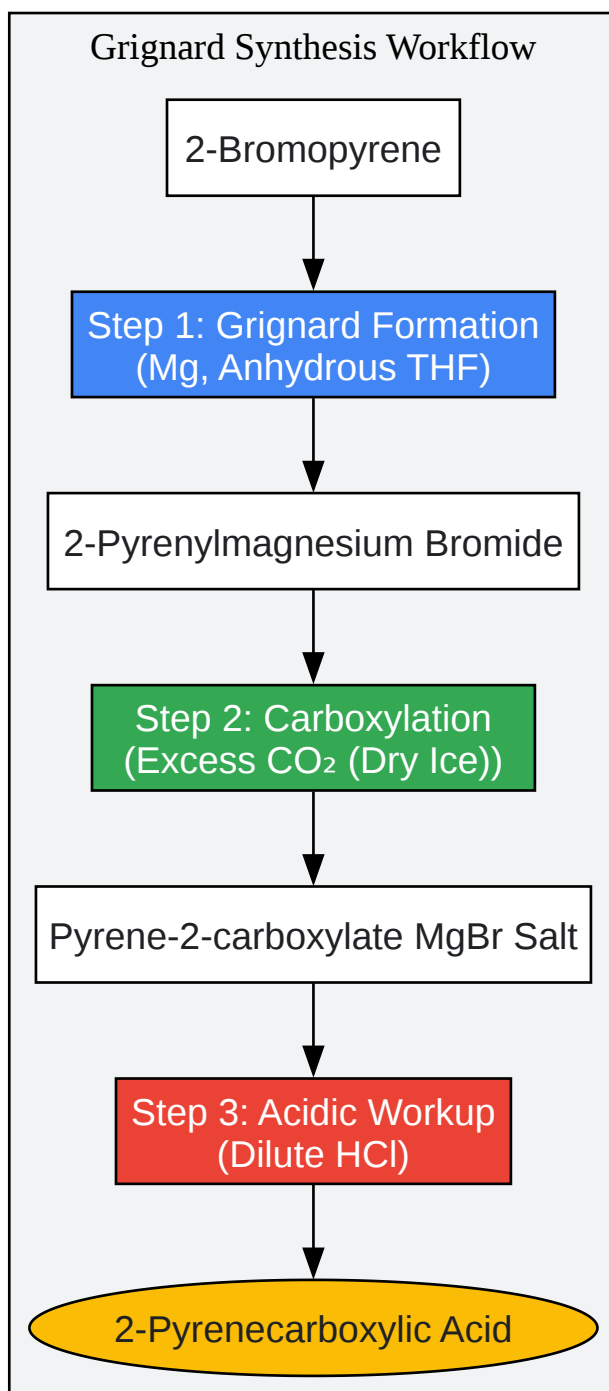 Grignard Synthesis Workflow
2-Bromopyrene
Step 1: Grignard Formation
(Mg, Anhydrous THF)
2-Pyrenylmagnesium Bromide
Step 2: Carboxylation
(Excess CO₂ (Dry Ice))
Pyrene-2-carboxylate MgBr Salt
Step 3: Acidic Workup
(Dilute HCl)
2-Pyrenecarboxylic Acid